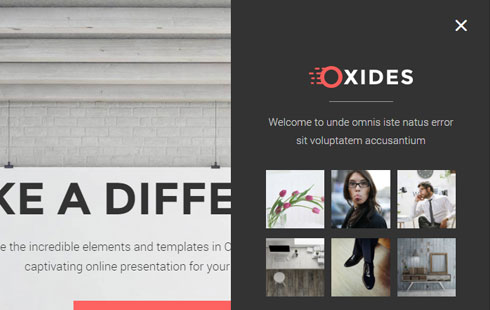 KE A DIFFE
e the incredible elements and templates in O
captivating online presentation for your
OXIDES
Welcome to unde omnis iste natus error
sit voluptatem accusantium